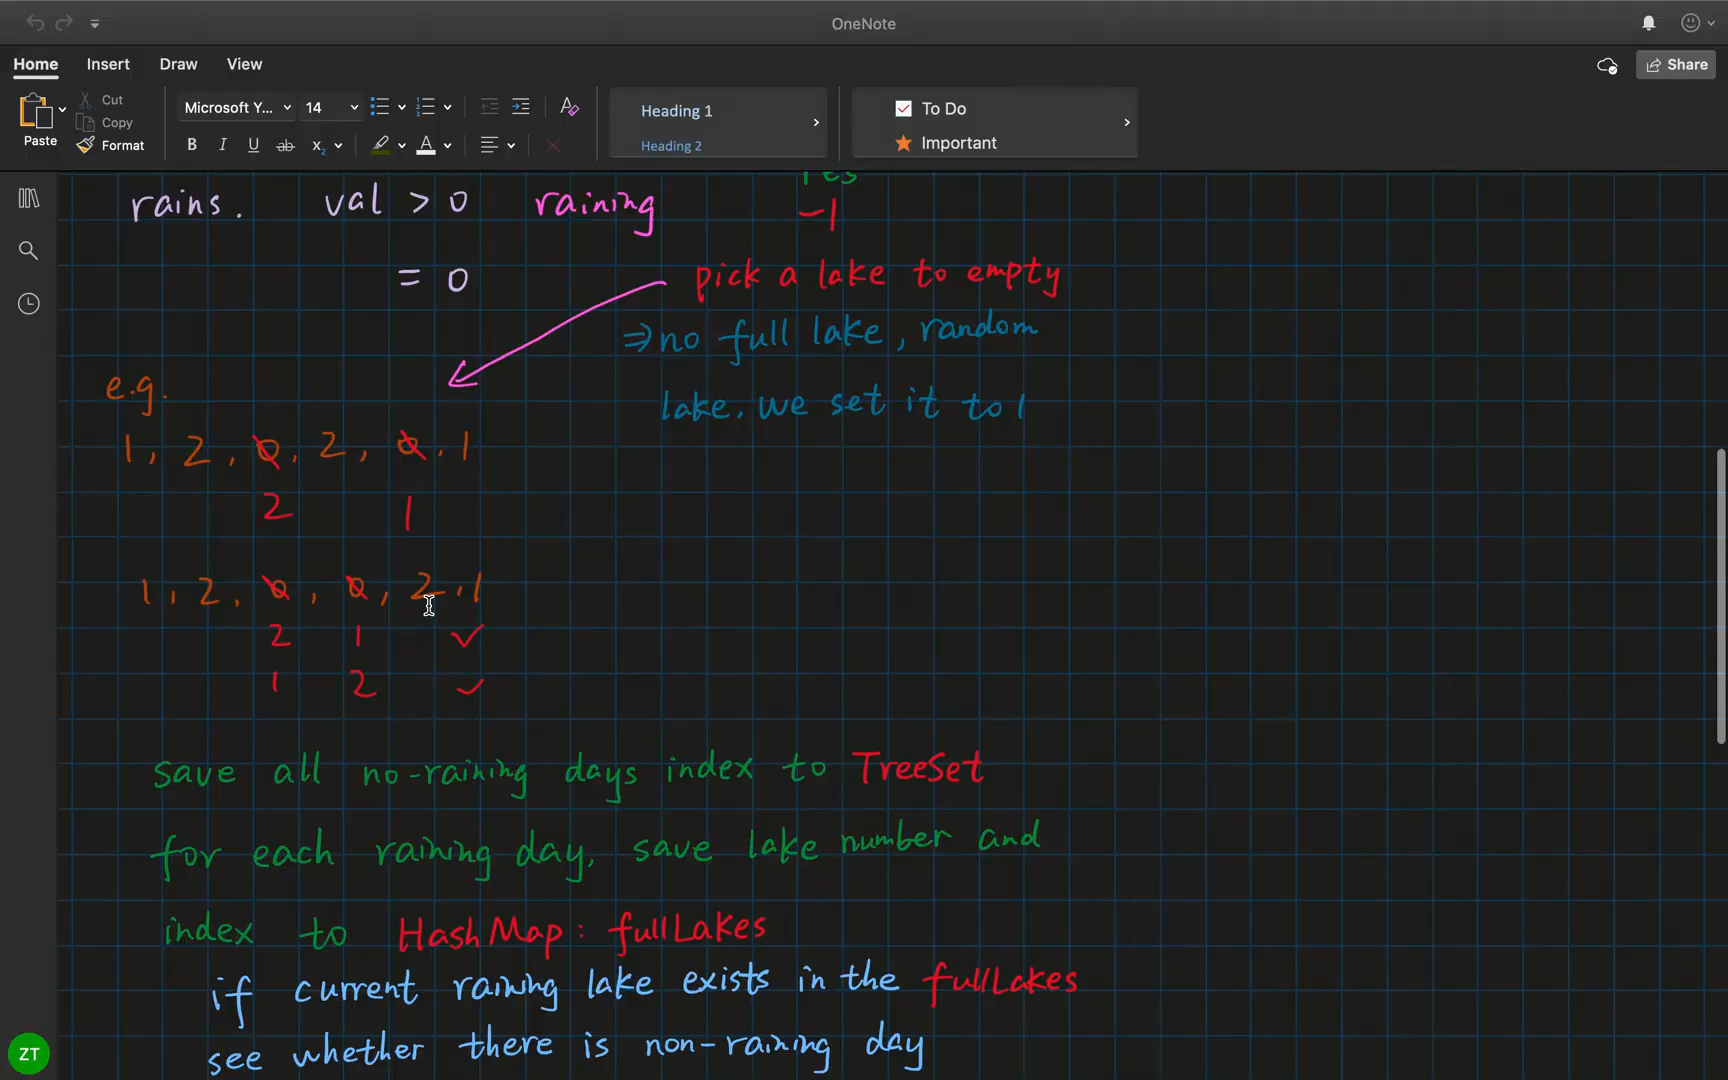 OneNote
Home Insert Draw View
Share
Paste
Cut
Copy
Format
Microsoft Y... 14
B I U ab x₂ A
Heading 1
Heading 2
To Do
Important
rains. val > 0 raining
-1
= 0 pick a lake to empty
⇒ no full lake, random
lake. we set it to 1
e.g.
1, 2, 0, 2, 0, 1
2 1
1, 2, 0, 0, 2, 1
2 1 ✓
1 2 ✓
save all no-raining days index to TreeSet
for each raining day, save lake number and
index to HashMap: fullLakes
if current raining lake exists in the fullLakes
see whether there is non-raining day
ZT